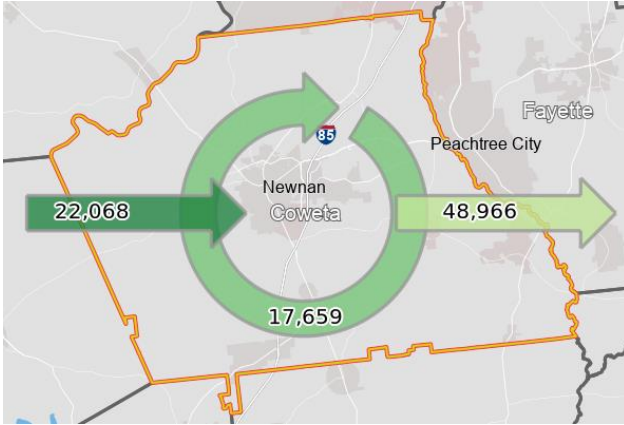 Fayette
85
Peachtree City
Newnan
22,068
Coweta
48,966
17,659